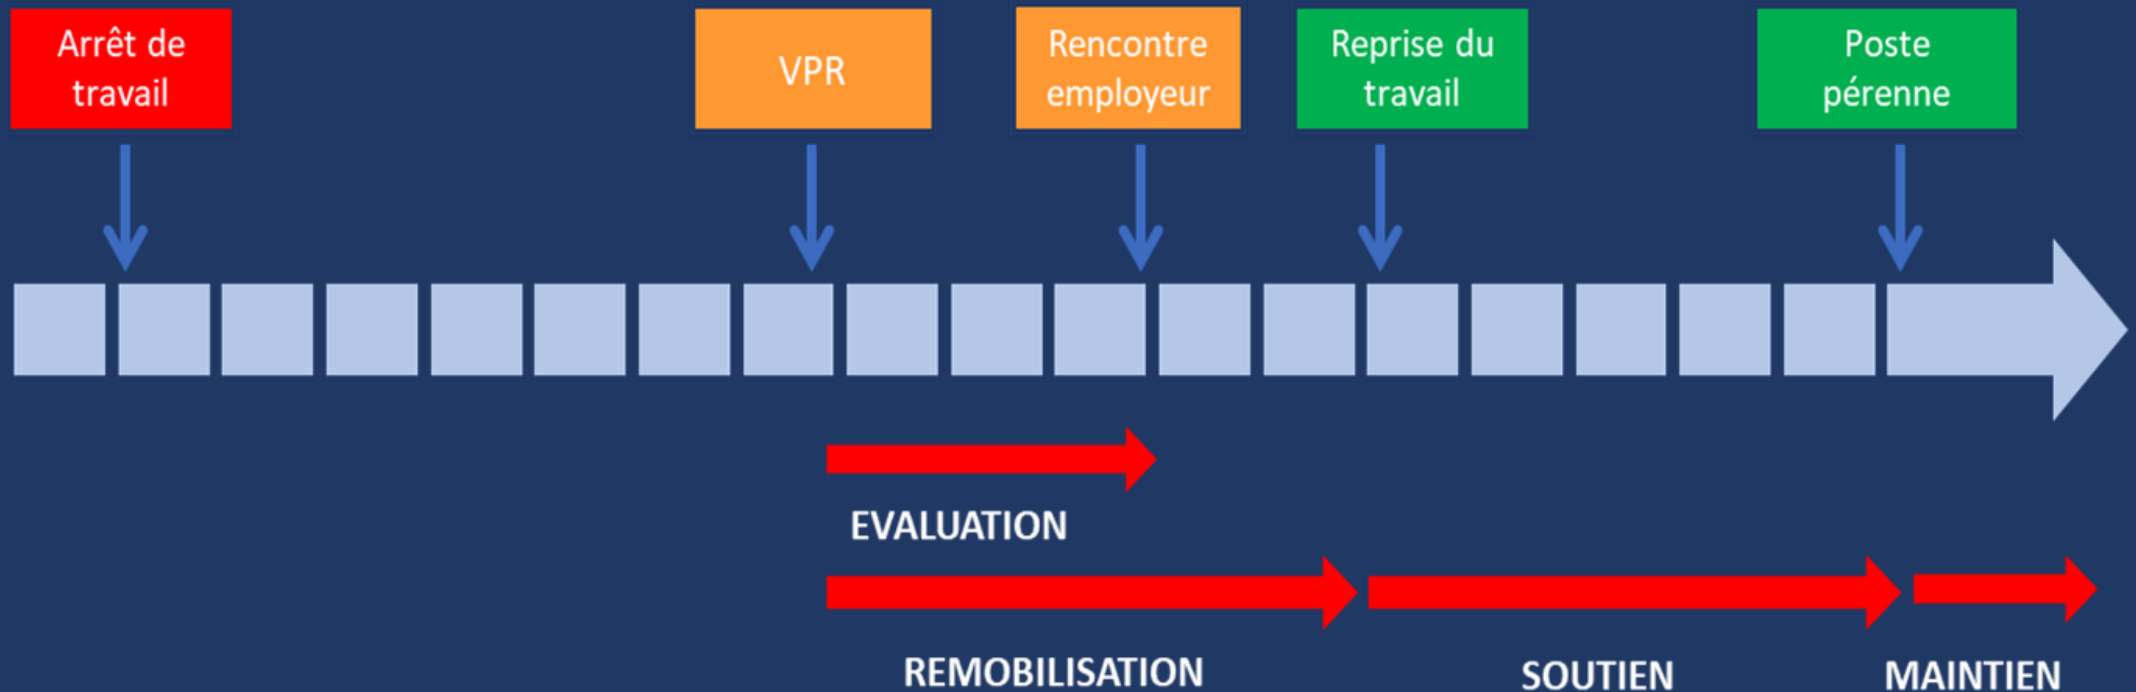 Arrêt de
travail
VPR
Rencontre
employeur
Reprise du
travail
Poste
pérenne
EVALUATION
REMOBILISATION
SOUTIEN
MAINTIEN